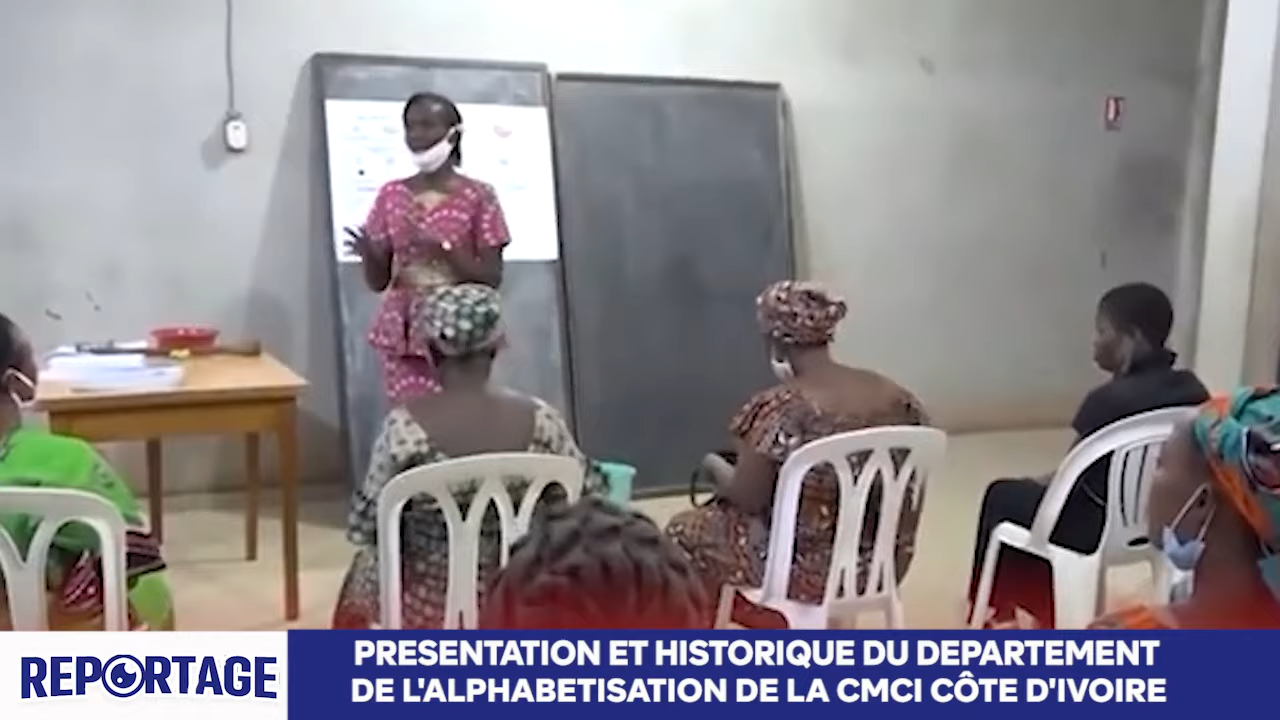 REPORTAGE
PRESENTATION ET HISTORIQUE DU DEPARTEMENT
DE L'ALPHABETISATION DE LA CMCI CÔTE D'IVOIRE